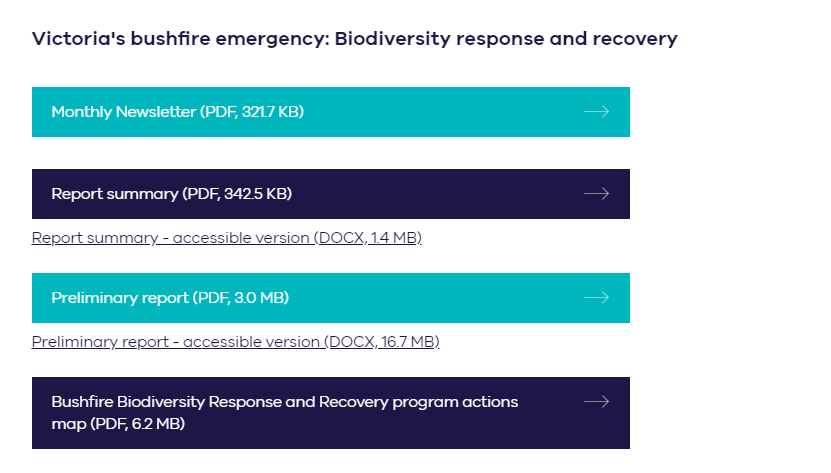 Victoria's bushfire emergency: Biodiversity response and recovery
Monthly Newsletter (PDF, 321.7 KB)
Report summary (PDF, 342.5 KB)
Report summary - accessible version (DOCX, 1.4 MB)
Preliminary report (PDF, 3.0 MB)
Preliminary report - accessible version (DOCX, 16.7 MB)
Bushfire Biodiversity Response and Recovery program actions
map (PDF, 6.2 MB)